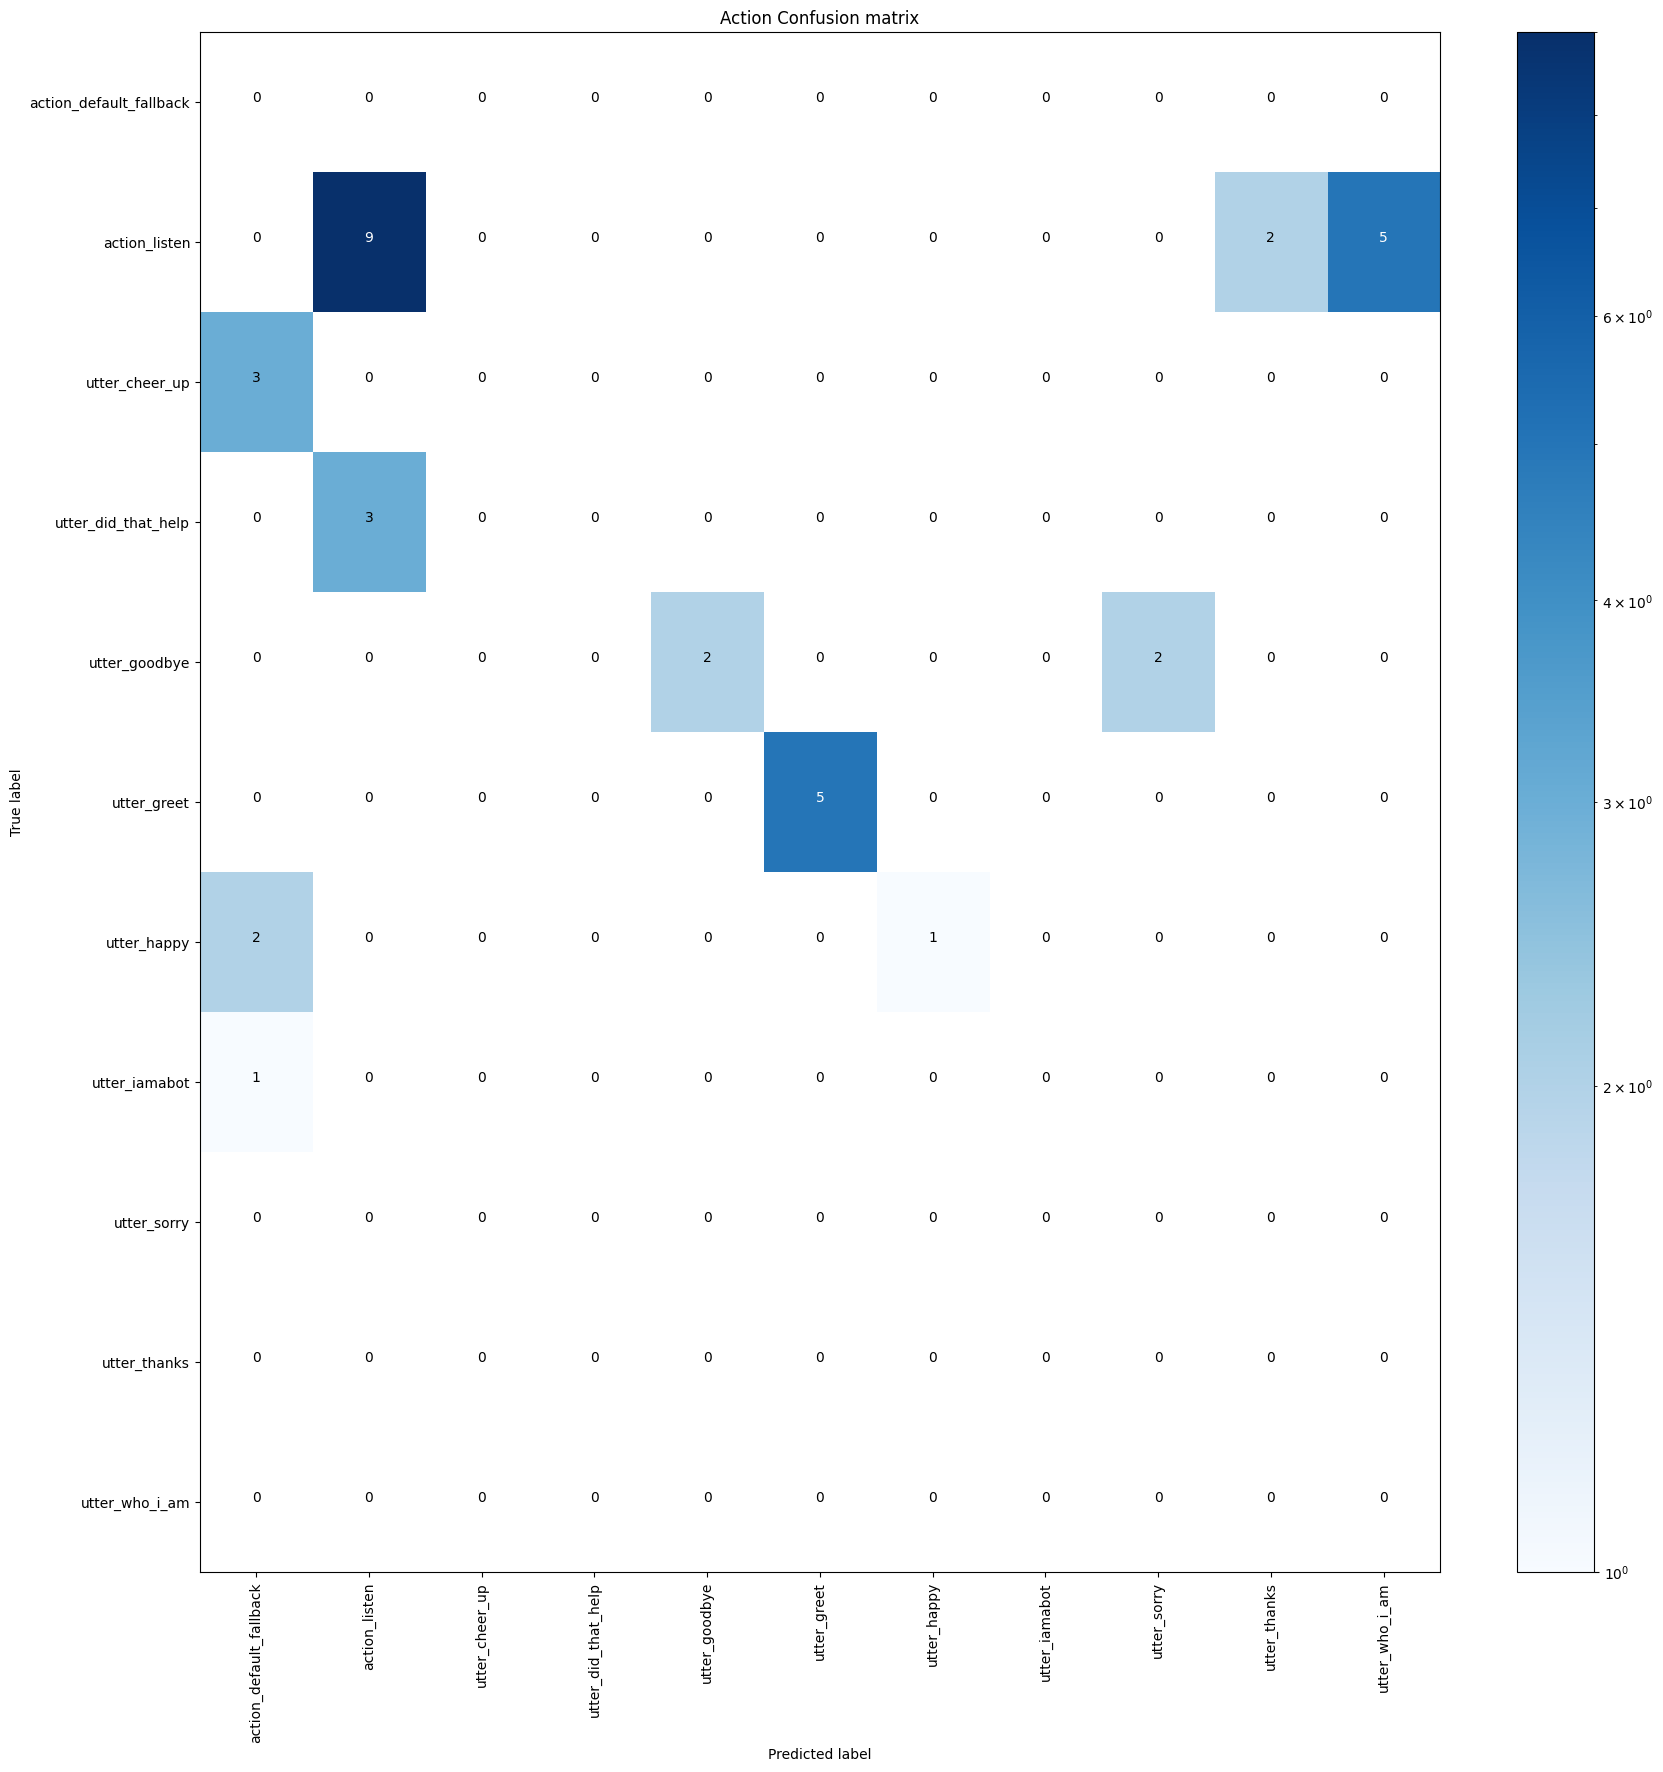 Action Confusion matrix
action_default_fallback 0 0 0 0 0 0 0 0 0 0 0
action_listen 0 9 0 0 0 0 0 0 0 2 5
utter_cheer_up 3 0 0 0 0 0 0 0 0 0 0
utter_did_that_help 0 3 0 0 0 0 0 0 0 0 0
utter_goodbye 0 0 0 0 2 0 0 0 2 0 0
utter_greet 0 0 0 0 0 5 0 0 0 0 0
utter_happy 2 0 0 0 0 0 1 0 0 0 0
utter_iamabot 1 0 0 0 0 0 0 0 0 0 0
utter_sorry 0 0 0 0 0 0 0 0 0 0 0
utter_thanks 0 0 0 0 0 0 0 0 0 0 0
utter_who_i_am 0 0 0 0 0 0 0 0 0 0 0
True label
action_default_fallback
action_listen
utter_cheer_up
utter_did_that_help
utter_goodbye
utter_greet
utter_happy
utter_iamabot
utter_sorry
utter_thanks
utter_who_i_am
Predicted label
6 × 10⁰
4 × 10⁰
3 × 10⁰
2 × 10⁰
10⁰